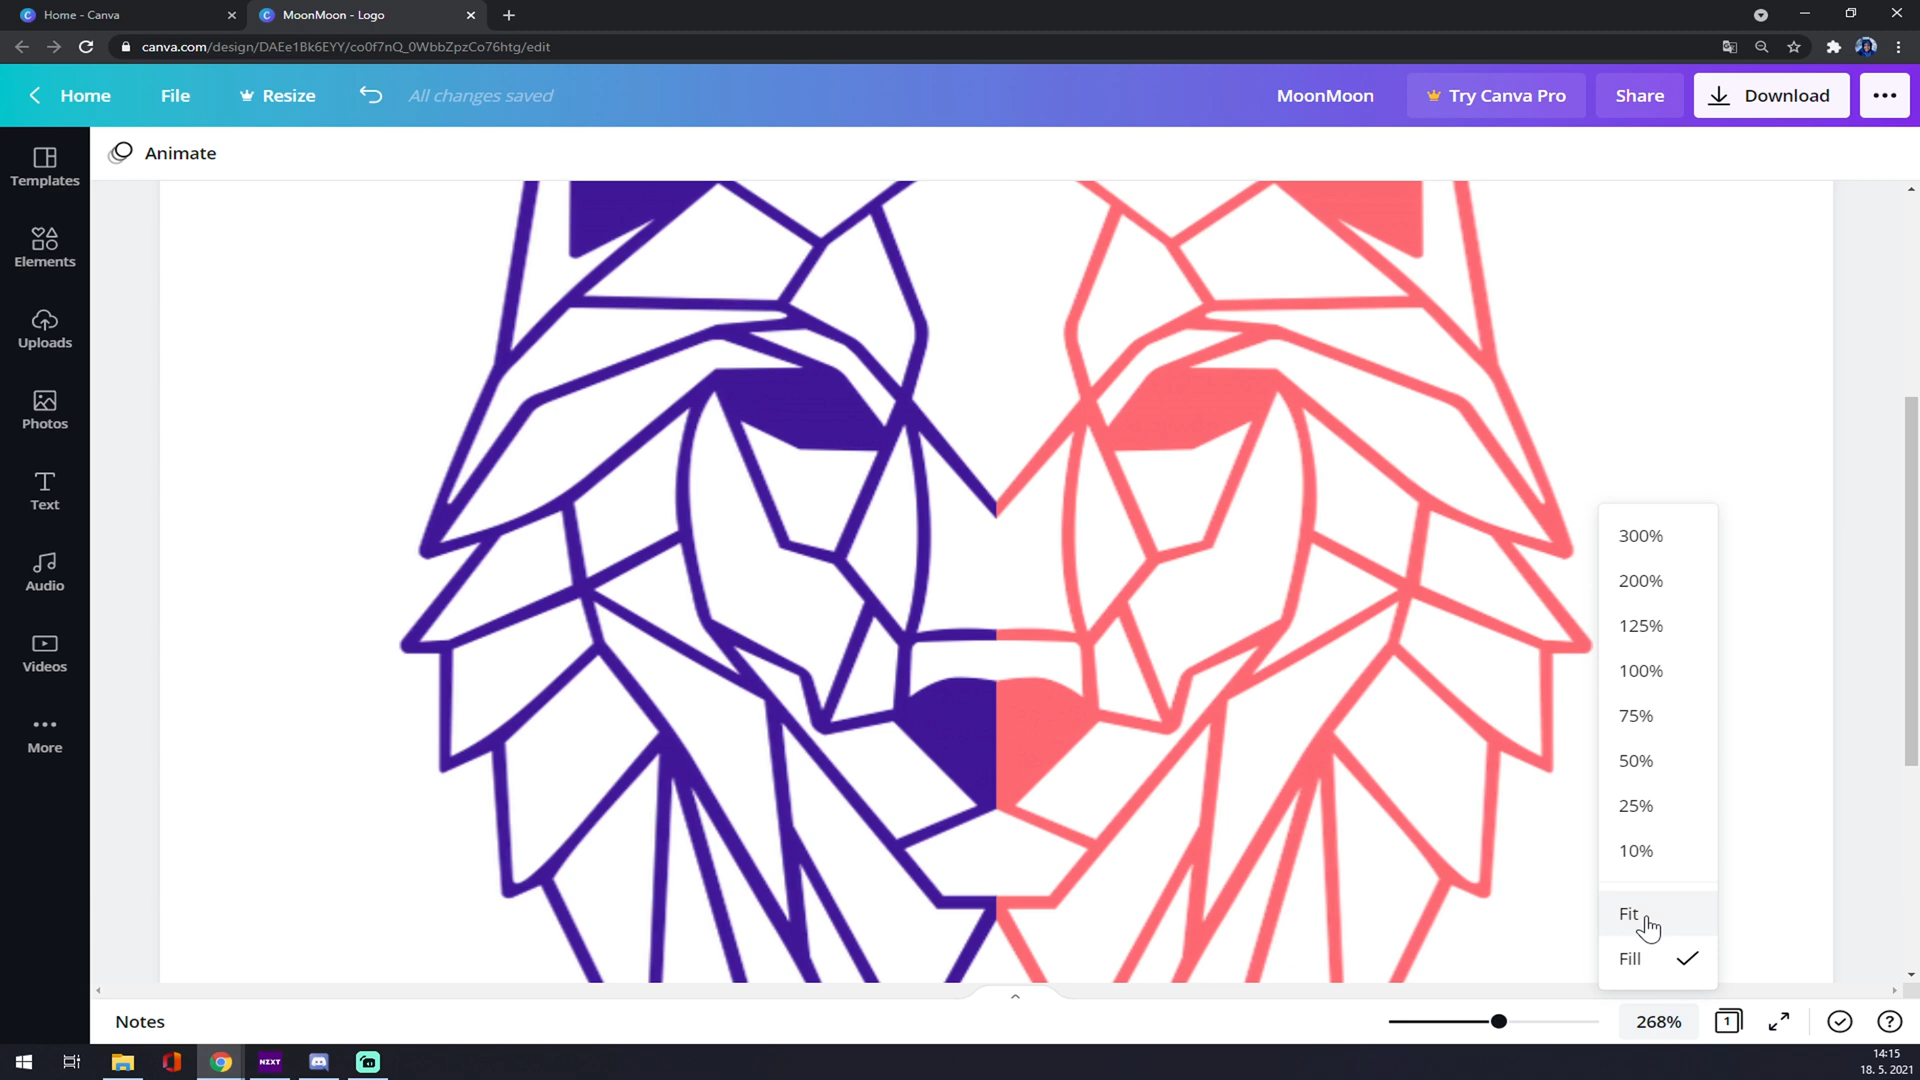 Home - Canva
MoonMoon - Logo
canva.com/design/DAEe1Bk6EYY/co0f7nQ_0WbbZpzCo76htg/edit
Home
File
Resize
All changes saved
MoonMoon
Try Canva Pro
Share
Download
Templates
Elements
Uploads
Photos
Text
Audio
Videos
More
Animate
300%
200%
125%
100%
75%
50%
25%
10%
Fit
Fill
Notes
268%
1
NZXT
14:15
18. 5. 2021